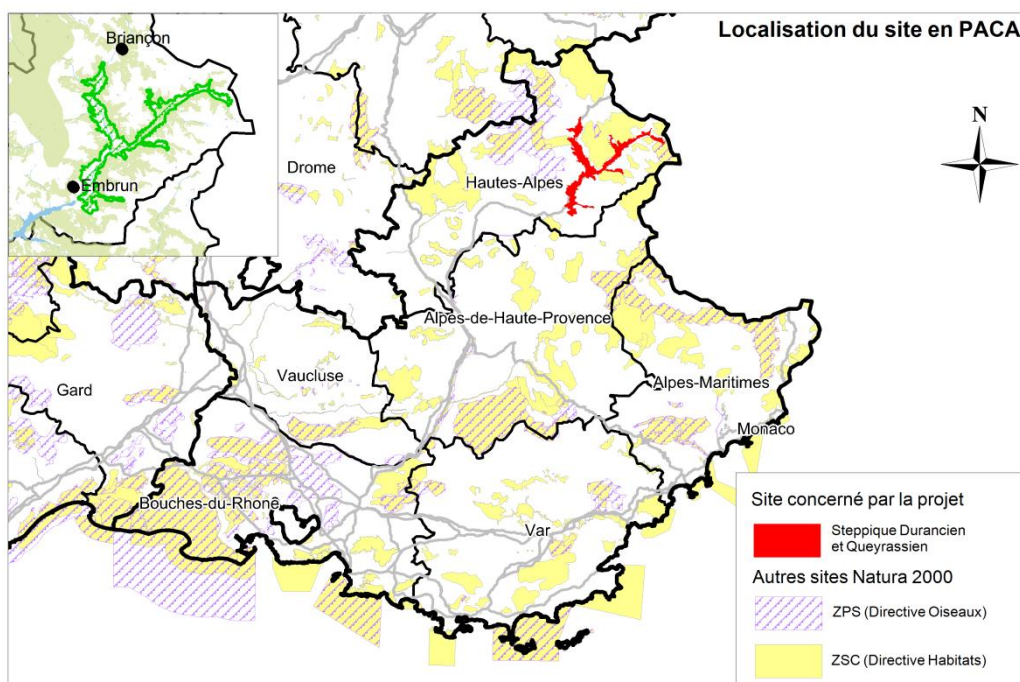 Localisation du site en PACA
Briançon
Embrun
N
Drome
Hautes-Alpes
Alpes-de-Haute-Provence
Gard
Vaucluse
Alpes-Maritimes
Monaco
Bouches-du-Rhonê
Var
Site concerné par la projet
Steppique Durancien
et Queyrassien
Autres sites Natura 2000
ZPS (Directive Oiseaux)
ZSC (Directive Habitats)